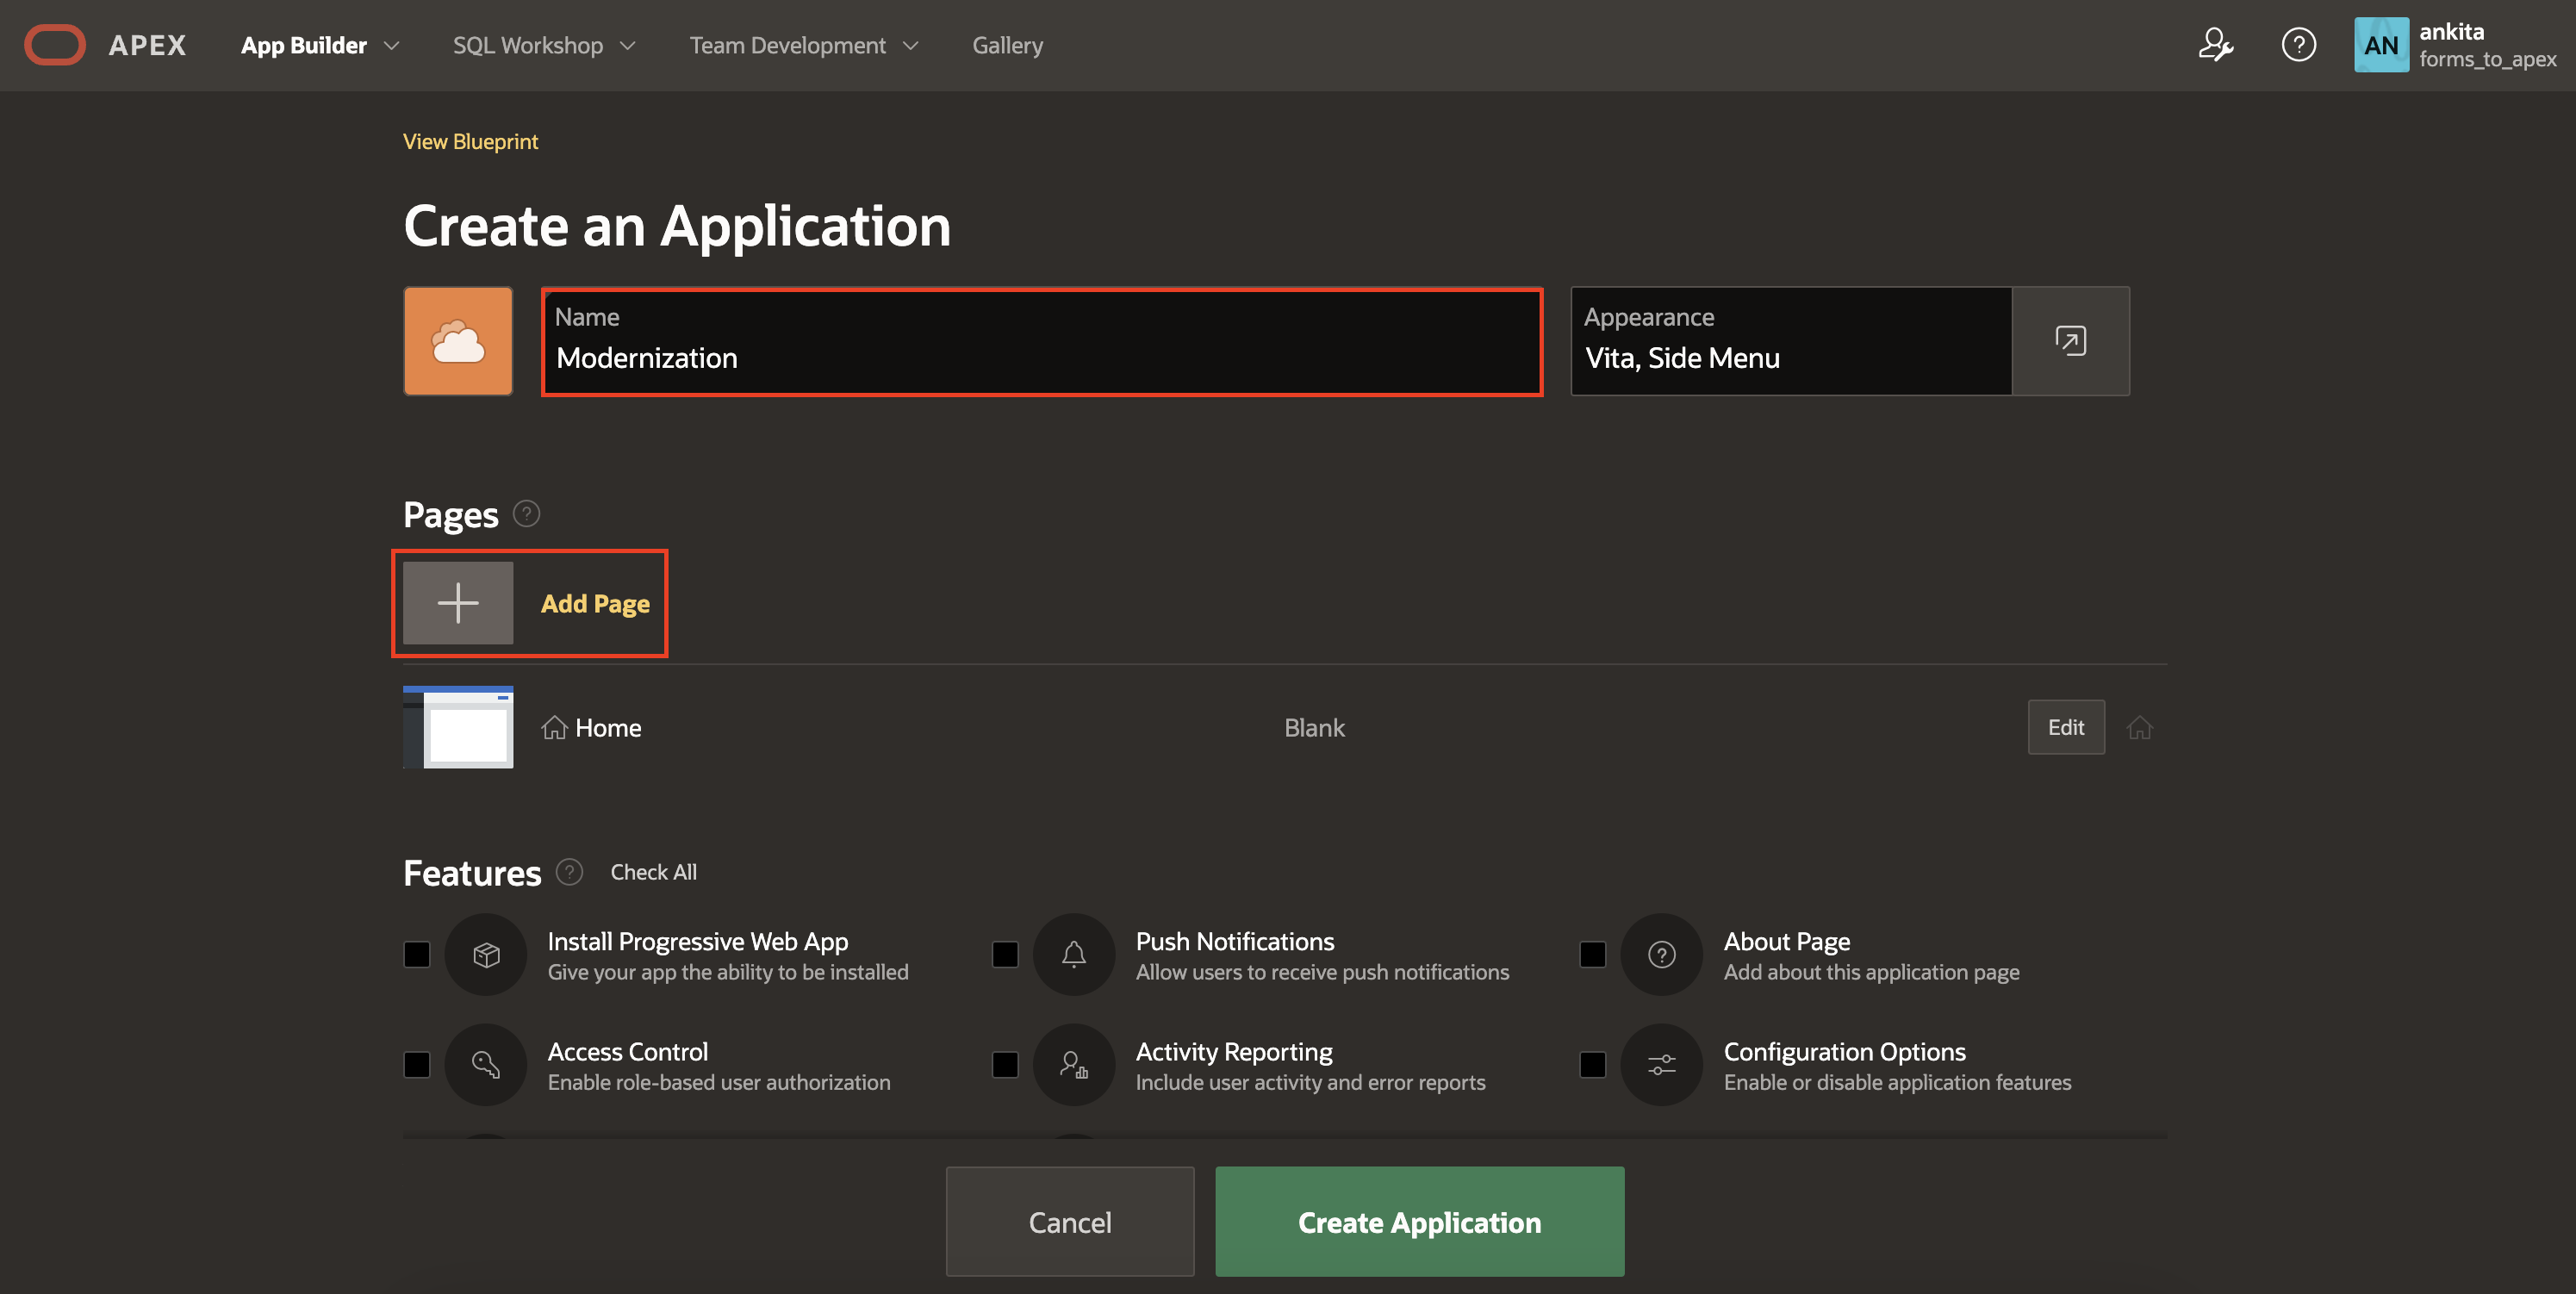 APEX
App Builder
SQL Workshop
Team Development
Gallery
AN
ankita
forms_to_apex
View Blueprint
Create an Application
Name
Modernization
Appearance
Vita, Side Menu
Pages ?
Add Page
Home
Blank
Edit
Features ?
Check All
Install Progressive Web App
Give your app the ability to be installed
Push Notifications
Allow users to receive push notifications
About Page
Add about this application page
Access Control
Enable role-based user authorization
Activity Reporting
Include user activity and error reports
Configuration Options
Enable or disable application features
Cancel
Create Application